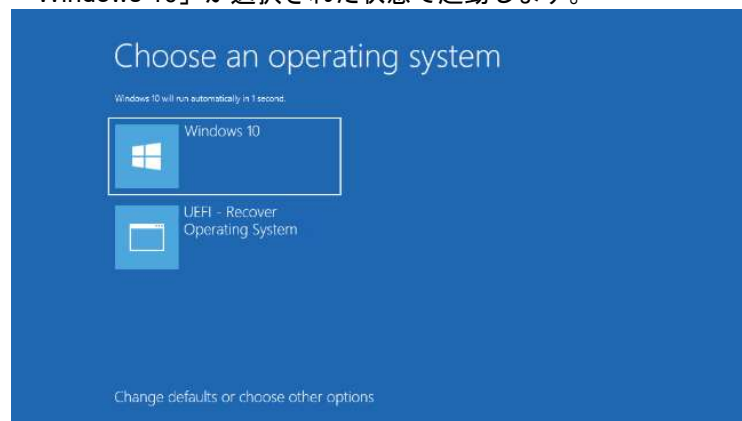 Windows 10」が選択された状態で起動します。
Choose an operating system
Windows 10 will run automatically in 1 second.
Windows 10
UEFI - Recover
Operating System
Change defaults or choose other options